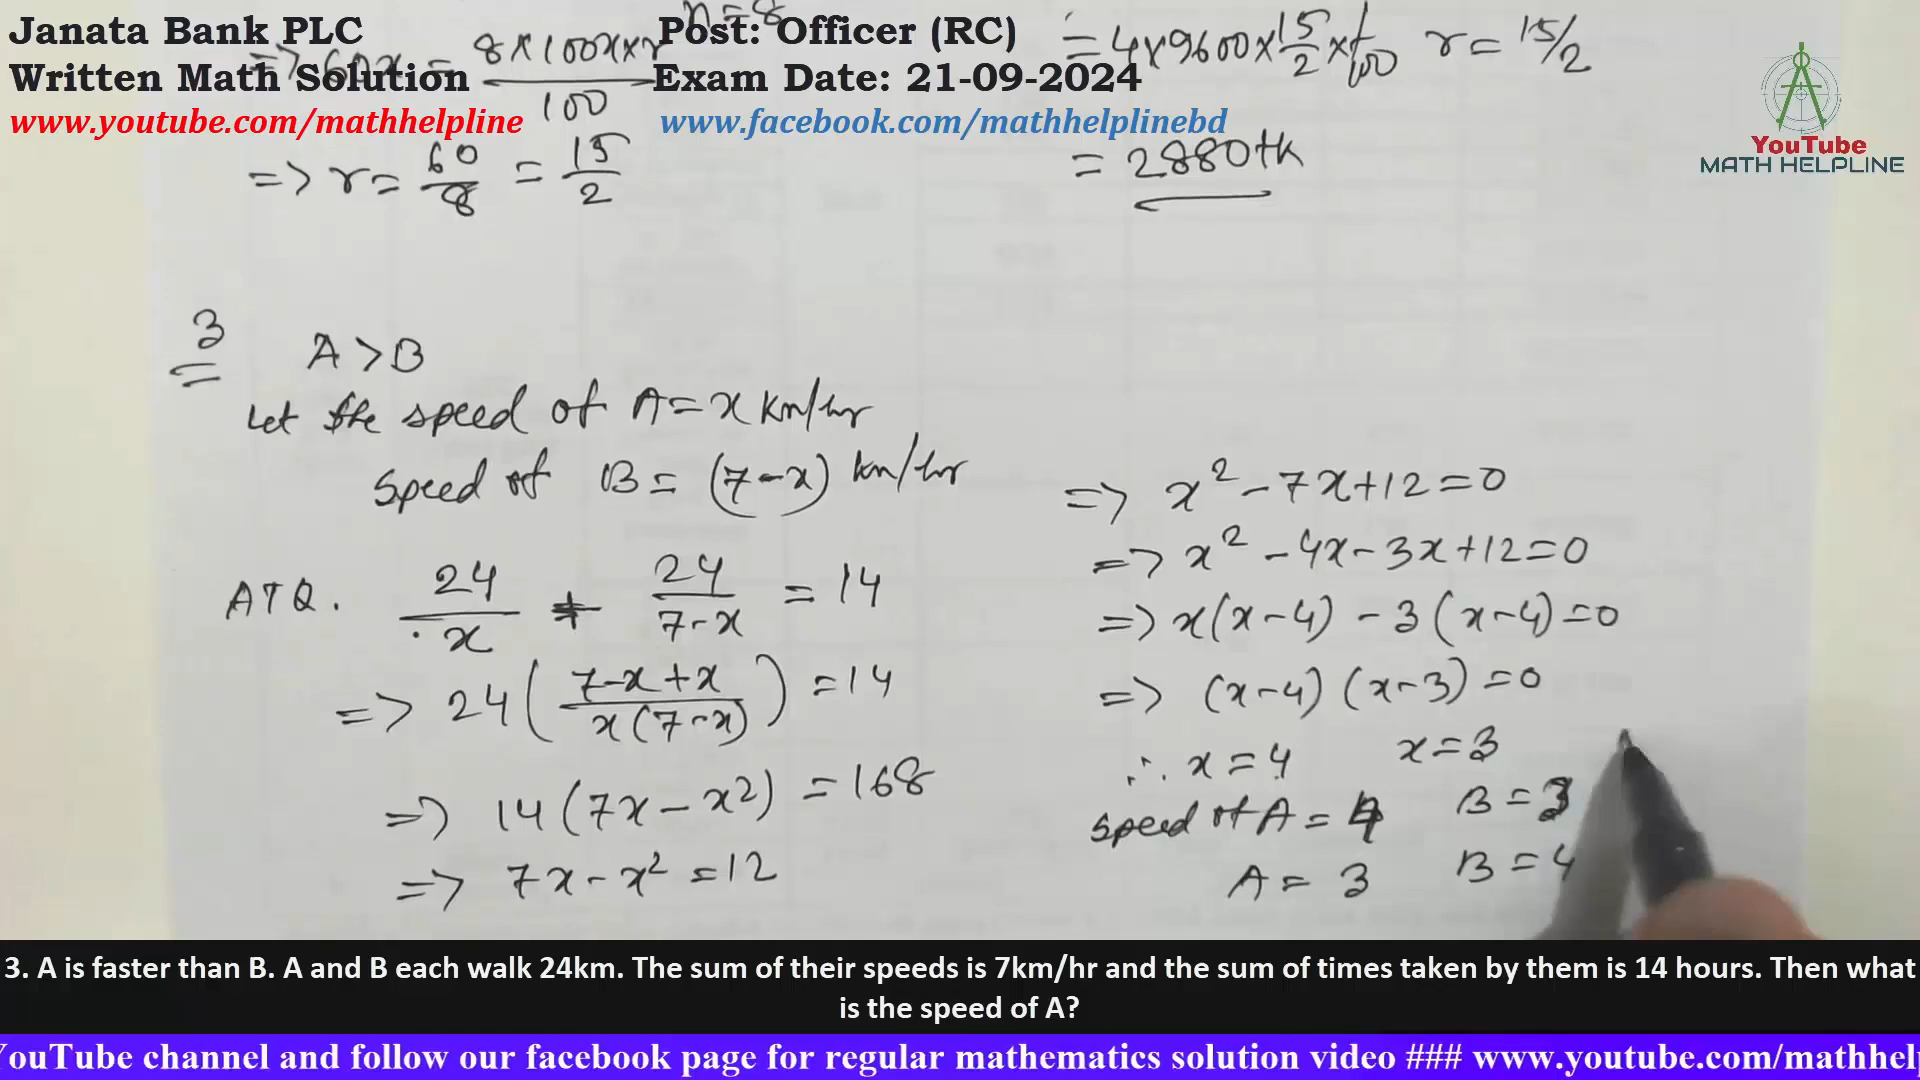 Janata Bank PLC
Post: Officer (RC)
Written Math Solution
Exam Date: 21-09-2024
www.youtube.com/mathhelpline
www.facebook.com/mathhelplinebd
YouTube
MATH HELPLINE
n=8
=> 60x = 8×100x×r/100
=> r = 60/8 = 15/2
= 4×9600×15/2×1/100 r = 15/2
= 2880tk
3
A > B
Let the speed of A = x km/hr
Speed of B = (7-x) km/hr
ATQ. 24/x + 24/7-x = 14
=> 24(7-x+x/x(7-x)) = 14
=> 14(7x-x²) = 168
=> 7x-x² = 12
=> x²-7x+12=0
=> x²-4x-3x+12=0
=> x(x-4)-3(x-4)=0
=> (x-4)(x-3)=0
∴ x=4 x=3
Speed of A = 4 B = 3
A = 3 B = 4
3. A is faster than B. A and B each walk 24km. The sum of their speeds is 7km/hr and the sum of times taken by them is 14 hours. Then what
is the speed of A?
YouTube channel and follow our facebook page for regular mathematics solution video ### www.youtube.com/mathhelp